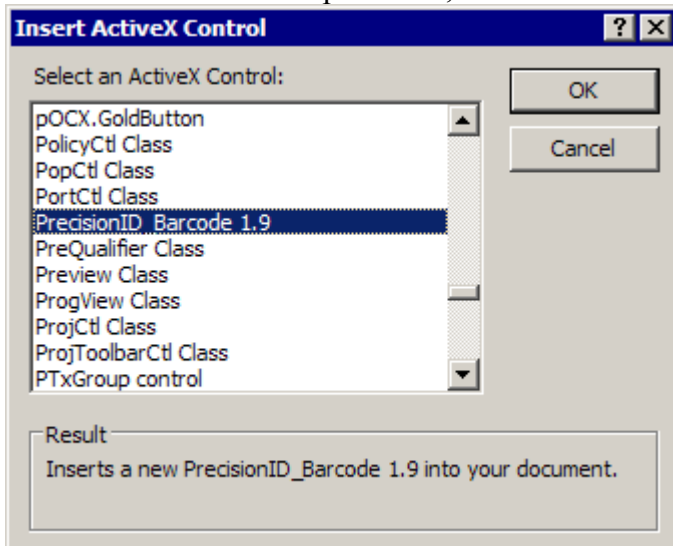 Insert ActiveX Control
Select an ActiveX Control:
OK
Cancel
pOCX.GoldButton
PolicyCtl Class
PopCtl Class
PortCtl Class
PrecisionID_Barcode 1.9
PreQualifier Class
Preview Class
ProgView Class
ProjCtl Class
ProjToolbarCtl Class
PTxGroup control
Result
Inserts a new PrecisionID_Barcode 1.9 into your document.